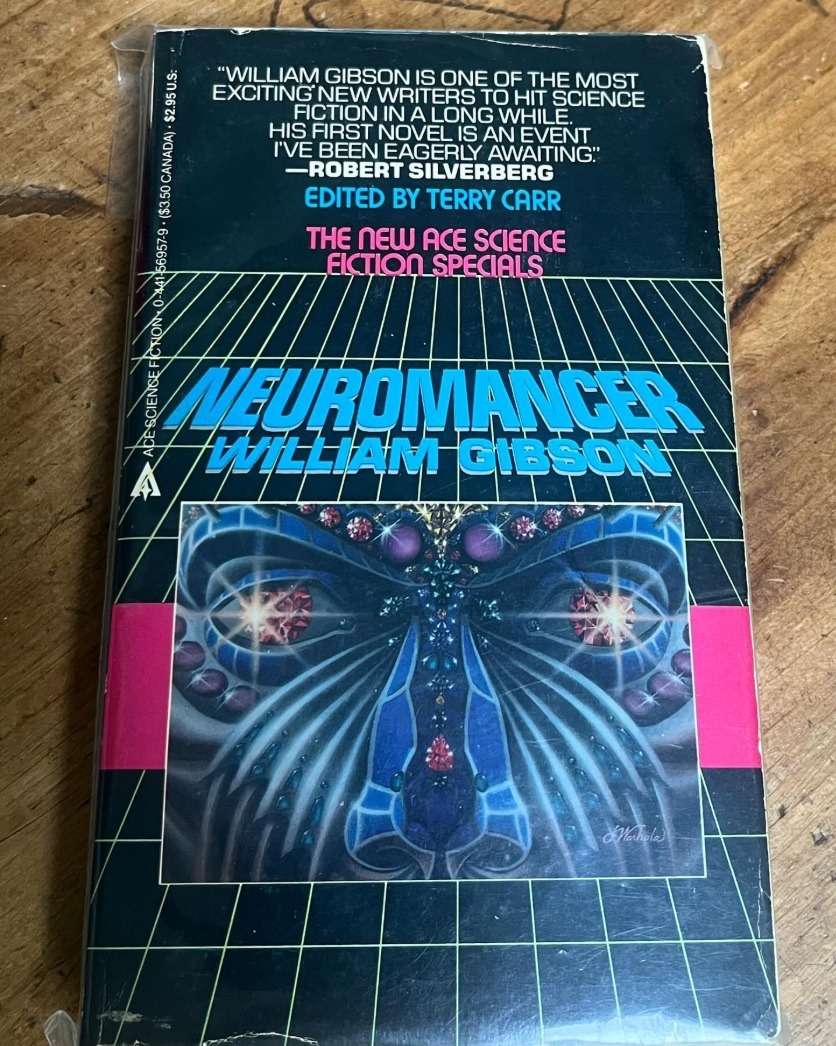 "WILLIAM GIBSON IS ONE OF THE MOST
EXCITING NEW WRITERS TO HIT SCIENCE
FICTION IN A LONG WHILE.
HIS FIRST NOVEL IS AN EVENT
I'VE BEEN EAGERLY AWAITING."
—ROBERT SILVERBERG
EDITED BY TERRY CARR
THE NEW ACE SCIENCE
FICTION SPECIALS
ACE SCIENCE FICTION • 0-441-56957-9 • ($3.50 CANADA) • $2.95 U.S.
NEUROMANCER
WILLIAM GIBSON
A
J Warhola